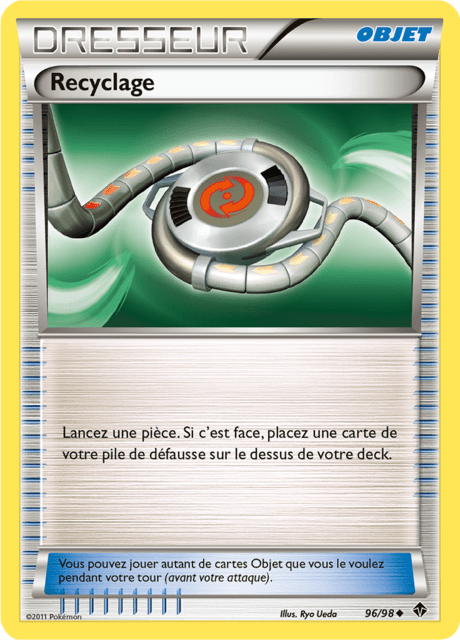 DRESSEUR
OBJET
Recyclage
Lancez une pièce. Si c'est face, placez une carte de
votre pile de défausse sur le dessus de votre deck.
Vous pouvez jouer autant de cartes Objet que vous le voulez
pendant votre tour (avant votre attaque).
©2011 Pokémon
Illus. Ryo Ueda
96/98